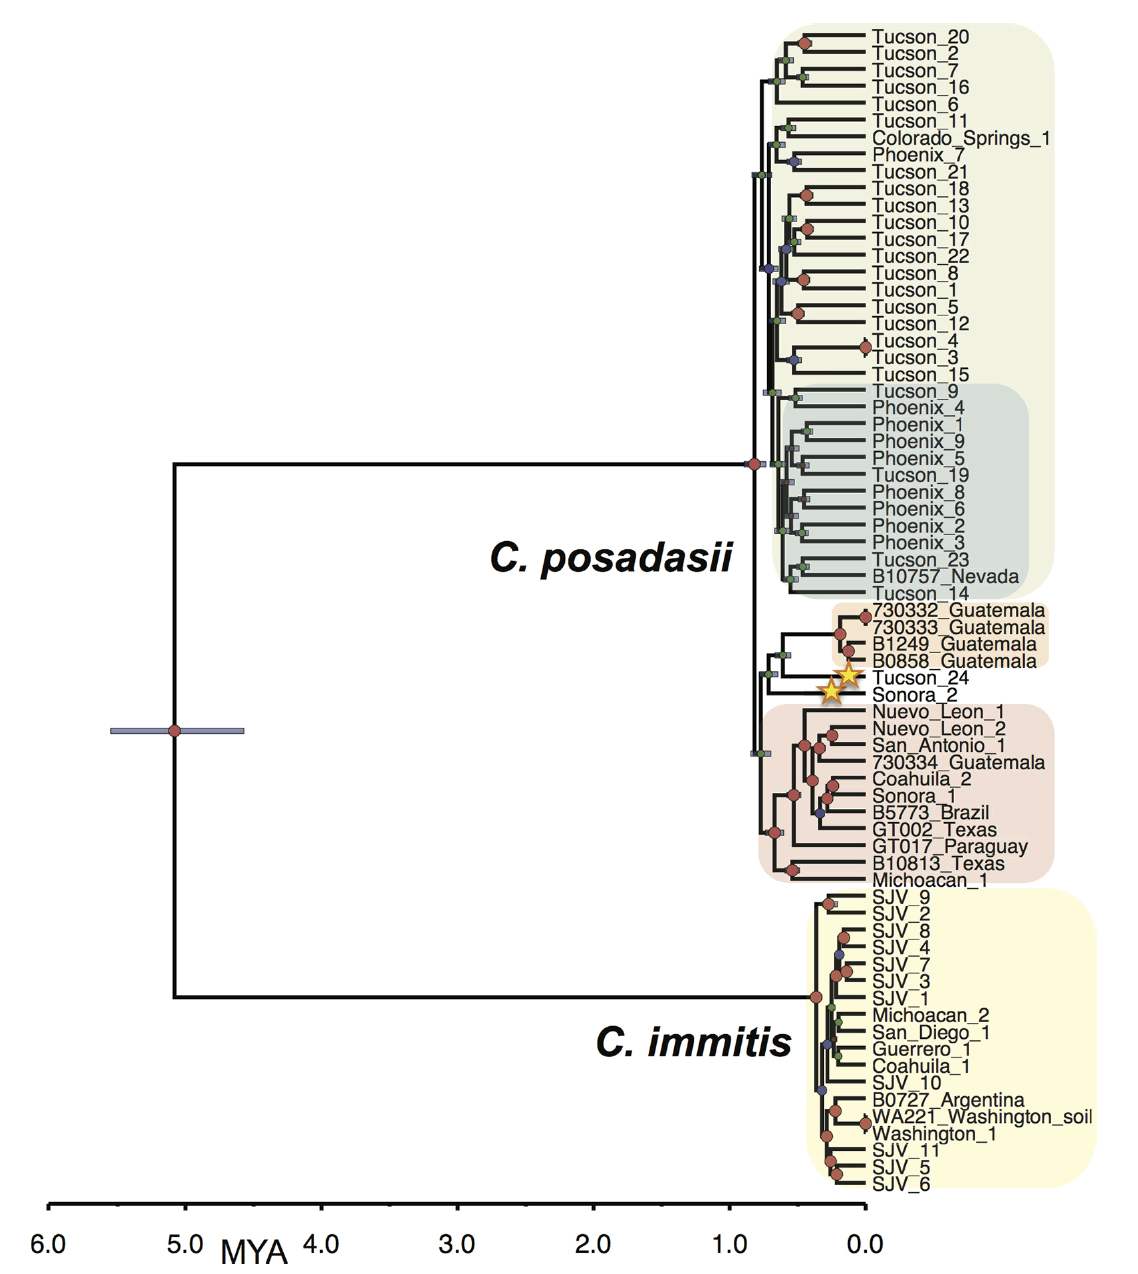 Tucson_20
Tucson_2
Tucson_7
Tucson_16
Tucson_6
Tucson_11
Colorado_Springs_1
Phoenix_7
Tucson_21
Tucson_18
Tucson_13
Tucson_10
Tucson_17
Tucson_22
Tucson_8
Tucson_1
Tucson_5
Tucson_12
Tucson_4
Tucson_3
Tucson_15
Tucson_9
Phoenix_4
Phoenix_1
Phoenix_9
Phoenix_5
Tucson_19
Phoenix_8
Phoenix_6
Phoenix_2
Phoenix_3
Tucson_23
B10757_Nevada
Tucson_14
C. posadasii
730332_Guatemala
730333_Guatemala
B1249_Guatemala
B0858_Guatemala
Tucson_24
Sonora_2
Nuevo_Leon_1
Nuevo_Leon_2
San_Antonio_1
730334_Guatemala
Coahuila_2
Sonora_1
B5773_Brazil
GT002_Texas
GT017_Paraguay
B10813_Texas
Michoacan_1
SJV_9
SJV_2
SJV_8
SJV_4
SJV_7
SJV_3
SJV_1
Michoacan_2
San_Diego_1
Guerrero_1
Coahuila_1
SJV_10
B0727_Argentina
WA221_Washington_soil
Washington_1
SJV_11
SJV_5
SJV_6
C. immitis
6.0 5.0 4.0 3.0 2.0 1.0 0.0
MYA